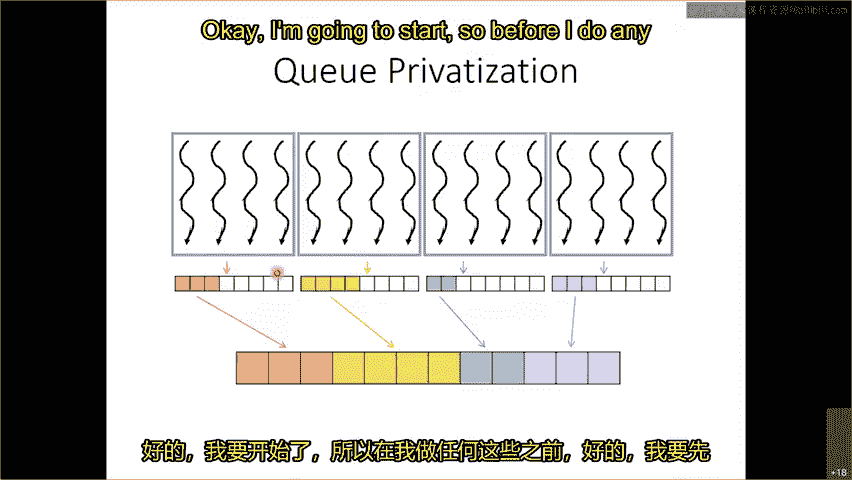 Okay, I'm going to start, so before I do any
Queue Privatization
好的，我要开始了，所以在我做任何这些之前，好的，我要先
+18